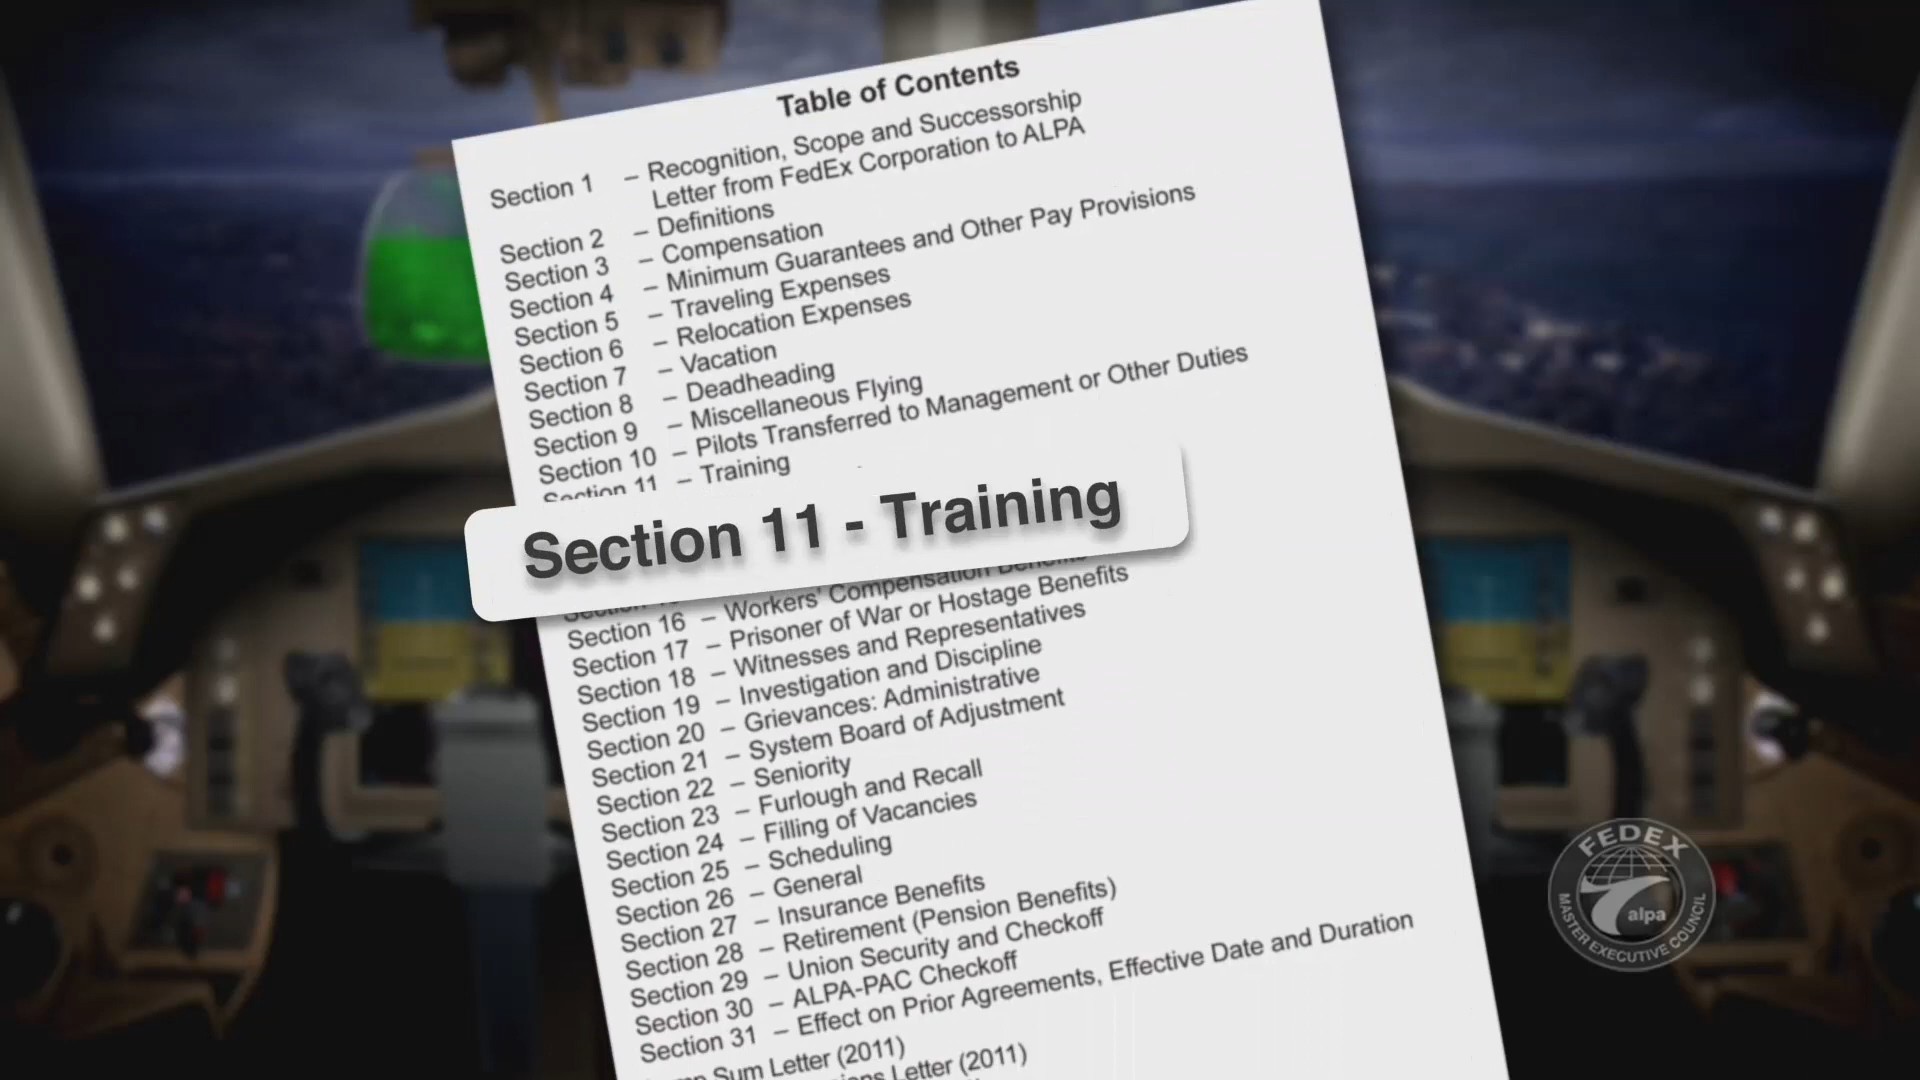 Table of Contents
Section 1 – Recognition, Scope and Successorship
Letter from FedEx Corporation to ALPA
Section 2 – Definitions
Section 3 – Compensation
Section 4 – Minimum Guarantees and Other Pay Provisions
Section 5 – Traveling Expenses
Section 6 – Relocation Expenses
Section 7 – Vacation
Section 8 – Deadheading
Section 9 – Miscellaneous Flying
Section 10 – Pilots Transferred to Management or Other Duties
Section 11 – Training
Section 11 - Training
Workers' Compensation Benefits
Section 16 –
Section 17 – Prisoner of War or Hostage Benefits
Section 18 – Witnesses and Representatives
Section 19 – Investigation and Discipline
Section 20 – Grievances: Administrative
Section 21 – System Board of Adjustment
Section 22 – Seniority
Section 23 – Furlough and Recall
Section 24 – Filling of Vacancies
Section 25 – Scheduling
Section 26 – General
Section 27 – Insurance Benefits
Section 28 – Retirement (Pension Benefits)
Section 29 – Union Security and Checkoff
Section 30 – ALPA-PAC Checkoff
Section 31 – Effect on Prior Agreements, Effective Date and Duration
Sum Letter (2011)
Letter (2011)
FEDEX
alpa
MASTER EXECUTIVE COUNCIL